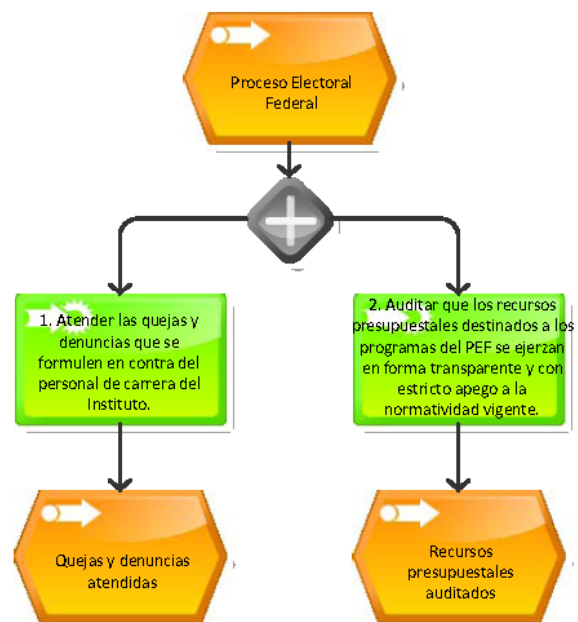 Proceso Electoral
Federal
1. Atender las quejas y
denuncias que se
formulen en contra del
personal de carrera del
Instituto.
2. Auditar que los recursos
presupuestales destinados a los
programas del PEF se ejerzan
en forma transparente y con
estricto apego a la
normatividad vigente.
Quejas y denuncias
atendidas
Recursos
presupuestales
auditados